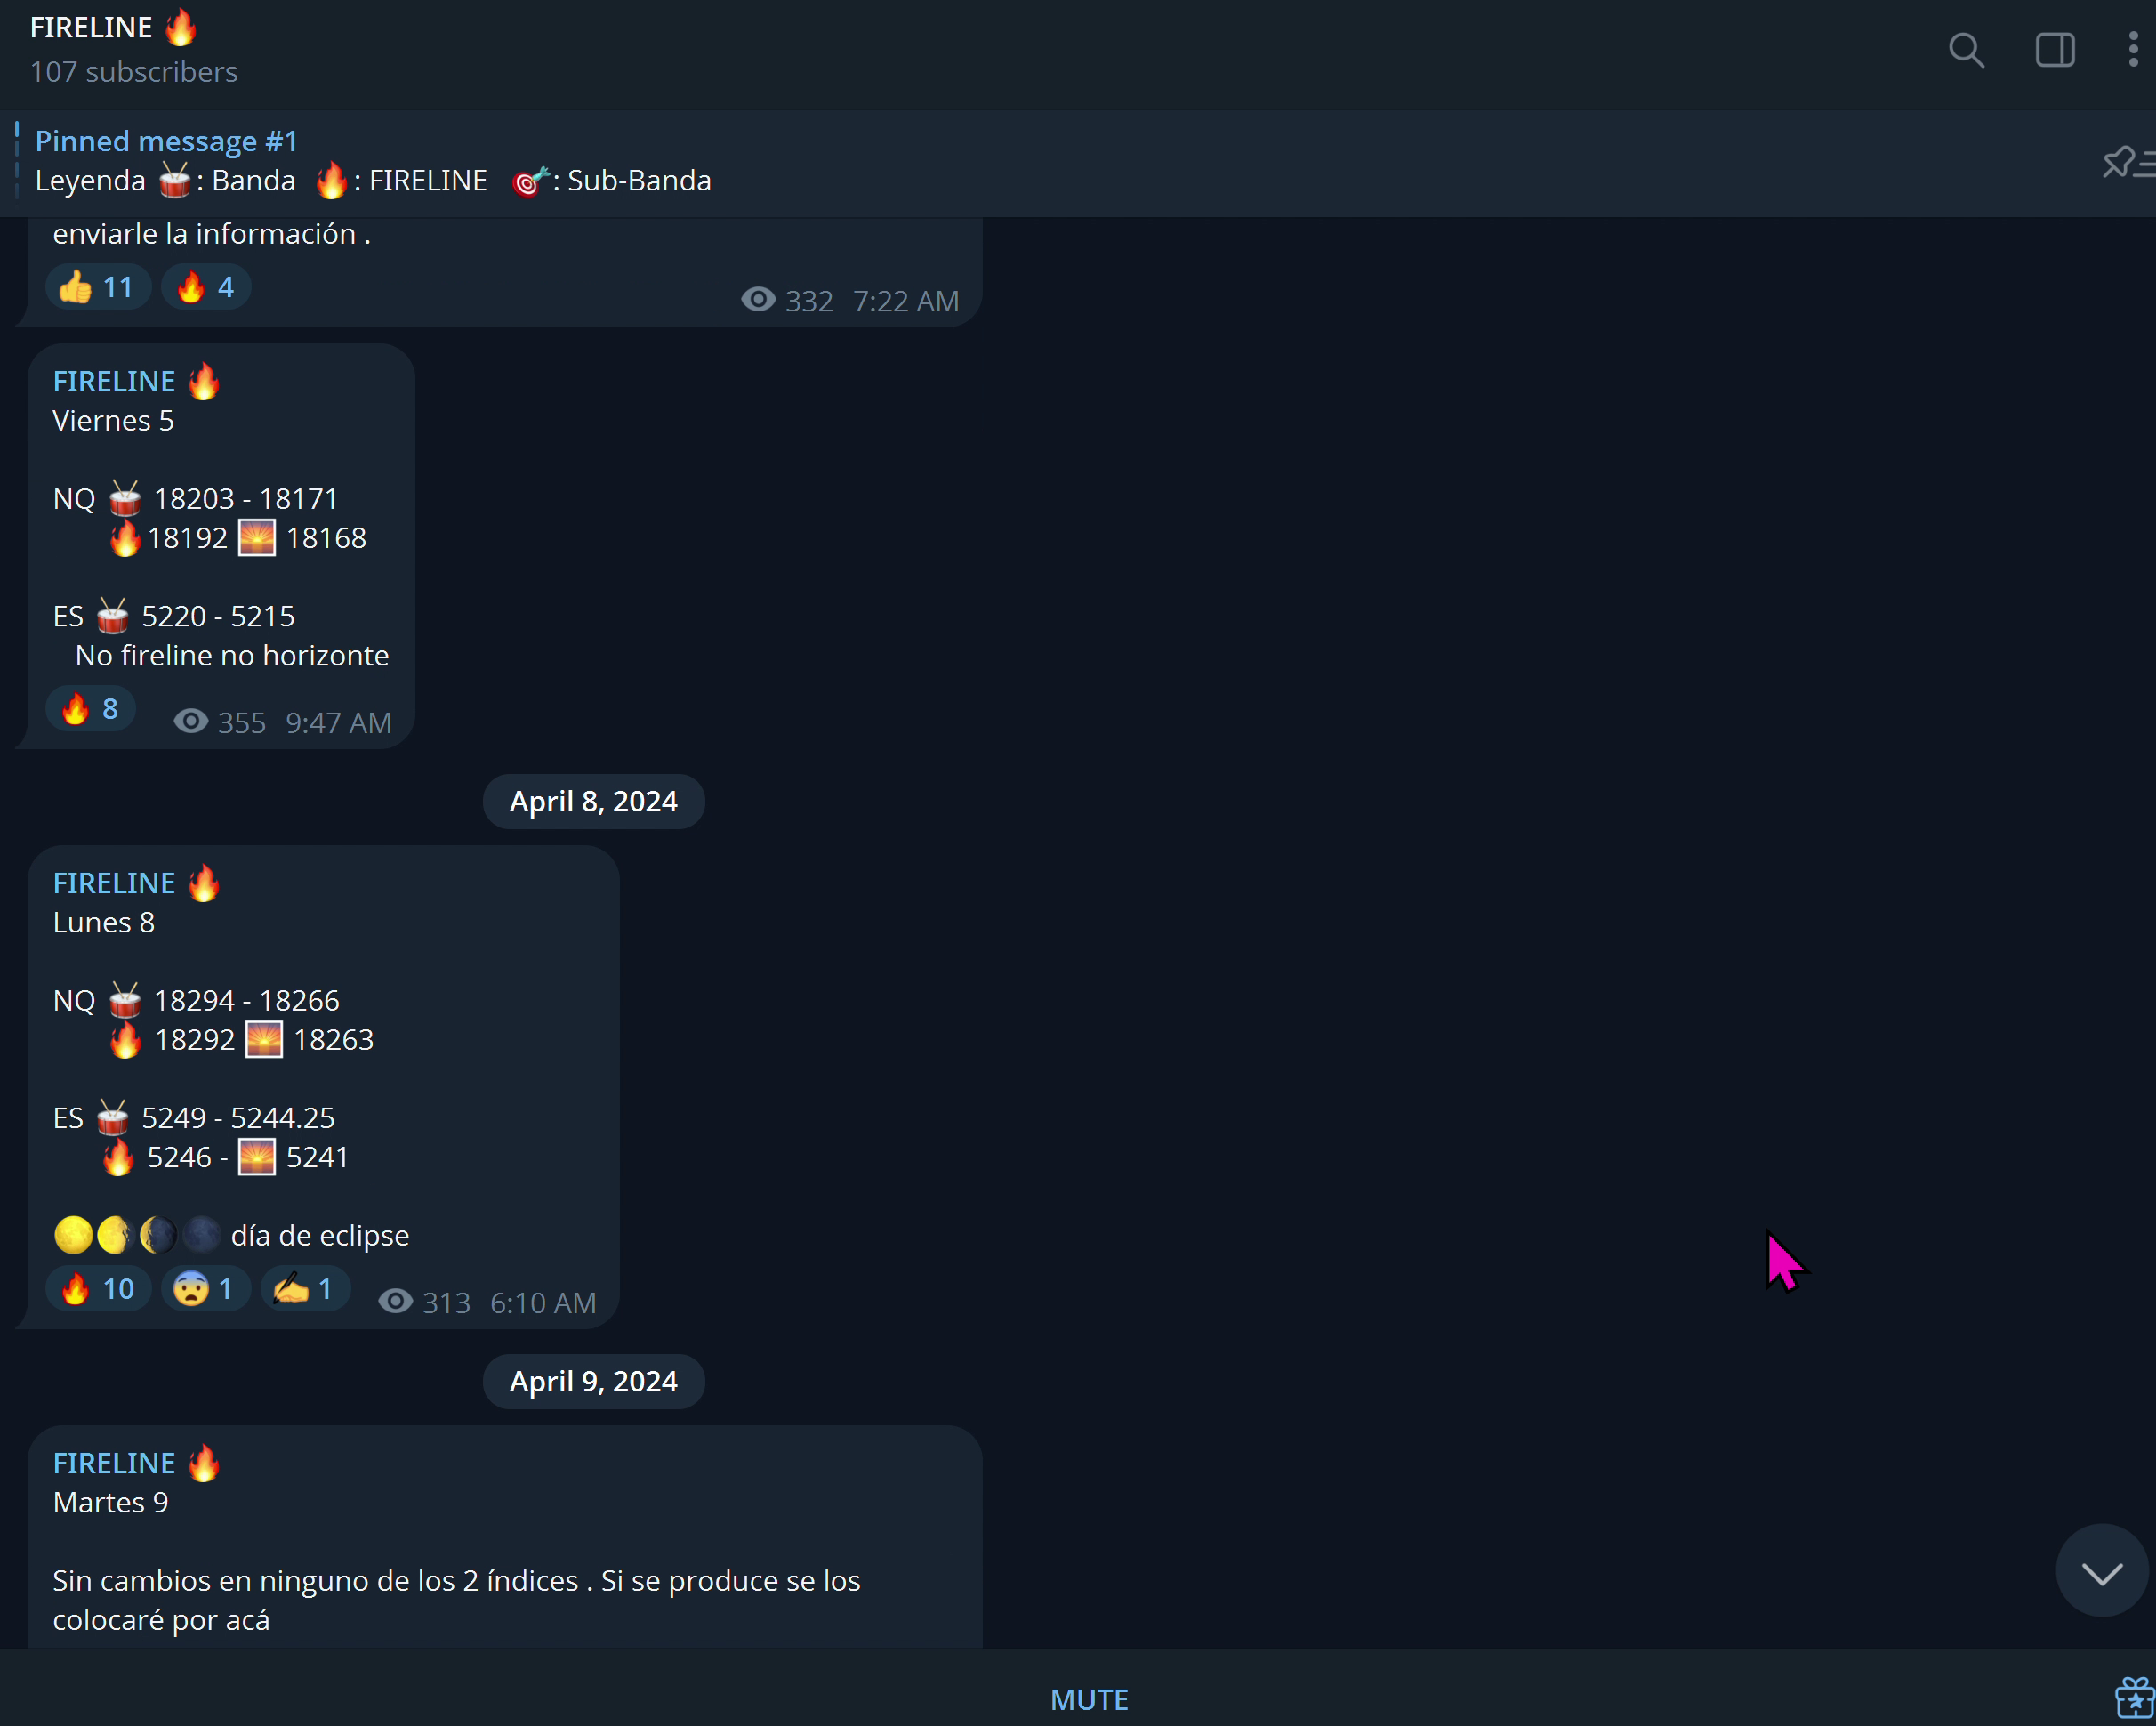 FIRELINE 🔥
107 subscribers
Pinned message #1
Leyenda 🥁: Banda 🔥: FIRELINE 🎯: Sub-Banda
enviarle la información .
👍 11 🔥 4 332 7:22 AM
FIRELINE 🔥
Viernes 5
NQ 🥁 18203 - 18171
🔥18192 🌅 18168
ES 🥁 5220 - 5215
No fireline no horizonte
🔥 8 355 9:47 AM
April 8, 2024
FIRELINE 🔥
Lunes 8
NQ 🥁 18294 - 18266
🔥 18292 🌅 18263
ES 🥁 5249 - 5244.25
🔥 5246 - 🌅 5241
🌕🌖🌘🌑 día de eclipse
🔥 10 😨 1 ✍️ 1 313 6:10 AM
April 9, 2024
FIRELINE 🔥
Martes 9
Sin cambios en ninguno de los 2 índices . Si se produce se los
colocaré por acá
MUTE